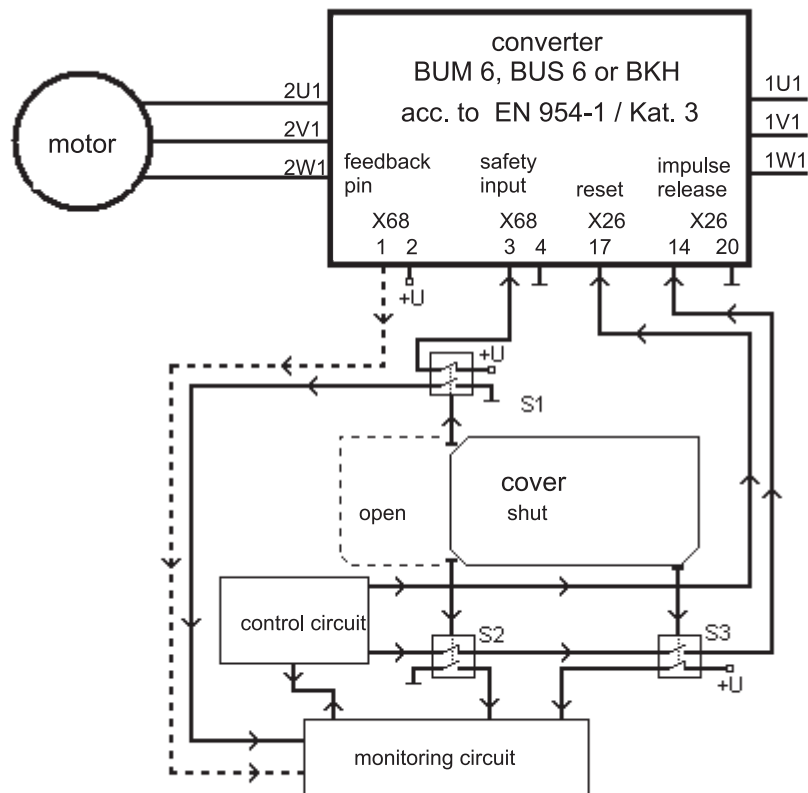 converter
BUM 6, BUS 6 or BKH
acc. to EN 954-1 / Kat. 3
motor
2U1
2V1
2W1
1U1
1V1
1W1
feedback
pin
safety
input
reset
impulse
release
X68
X68
X26
X26
1 2
3 4
17
14 20
+U
+U
S1
cover
open
shut
control circuit
S2
S3
+U
monitoring circuit